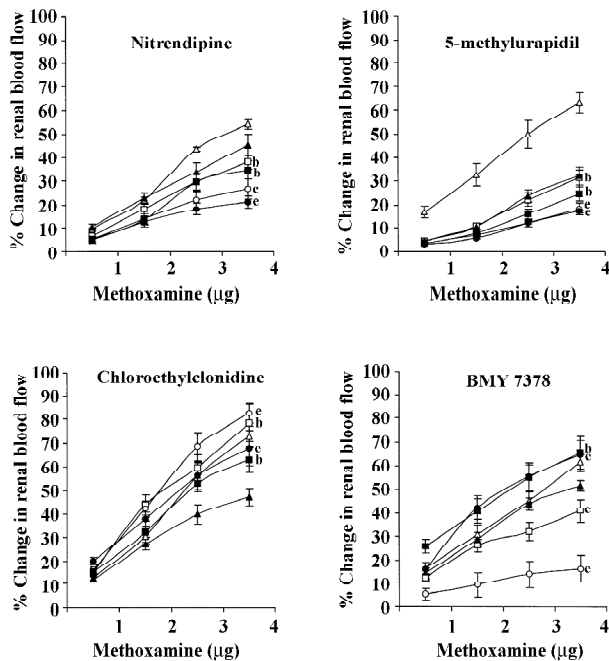 Nitrendipine
% Change in renal blood flow
100
90
80
70
60
50
40
30
20
10
0
b
b
c
e
1 2 3 4
Methoxamine (µg)
5-methylurapidil
% Change in renal blood flow
100
90
80
70
60
50
40
30
20
10
0
b
b
e
c
1 2 3 4
Methoxamine (µg)
Chloroethylclonidine
% Change in renal blood flow
100
90
80
70
60
50
40
30
20
10
0
e
b
c
b
1 2 3 4
Methoxamine (µg)
BMY 7378
% Change in renal blood flow
100
90
80
70
60
50
40
30
20
10
0
b
c
c
e
1 2 3 4
Methoxamine (µg)